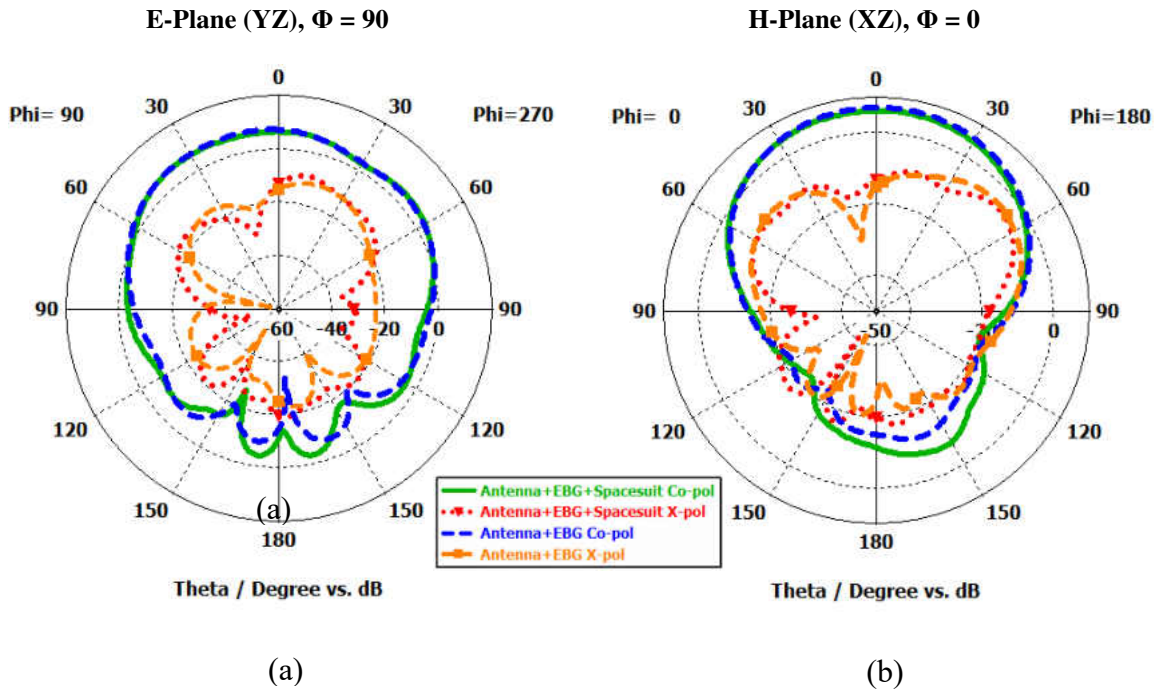 E-Plane (YZ), Φ = 90
H-Plane (XZ), Φ = 0
0
30
30
Phi= 90
Phi=270
60
60
90
90
-60
-40
-20
0
120
120
150
150
180
(a)
Theta / Degree vs. dB
0
30
30
Phi= 0
Phi=180
60
60
90
90
-50
0
120
120
150
150
180
Theta / Degree vs. dB
Antenna+EBG+Spacesuit Co-pol
Antenna+EBG+Spacesuit X-pol
Antenna+EBG Co-pol
Antenna+EBG X-pol
(a)
(b)